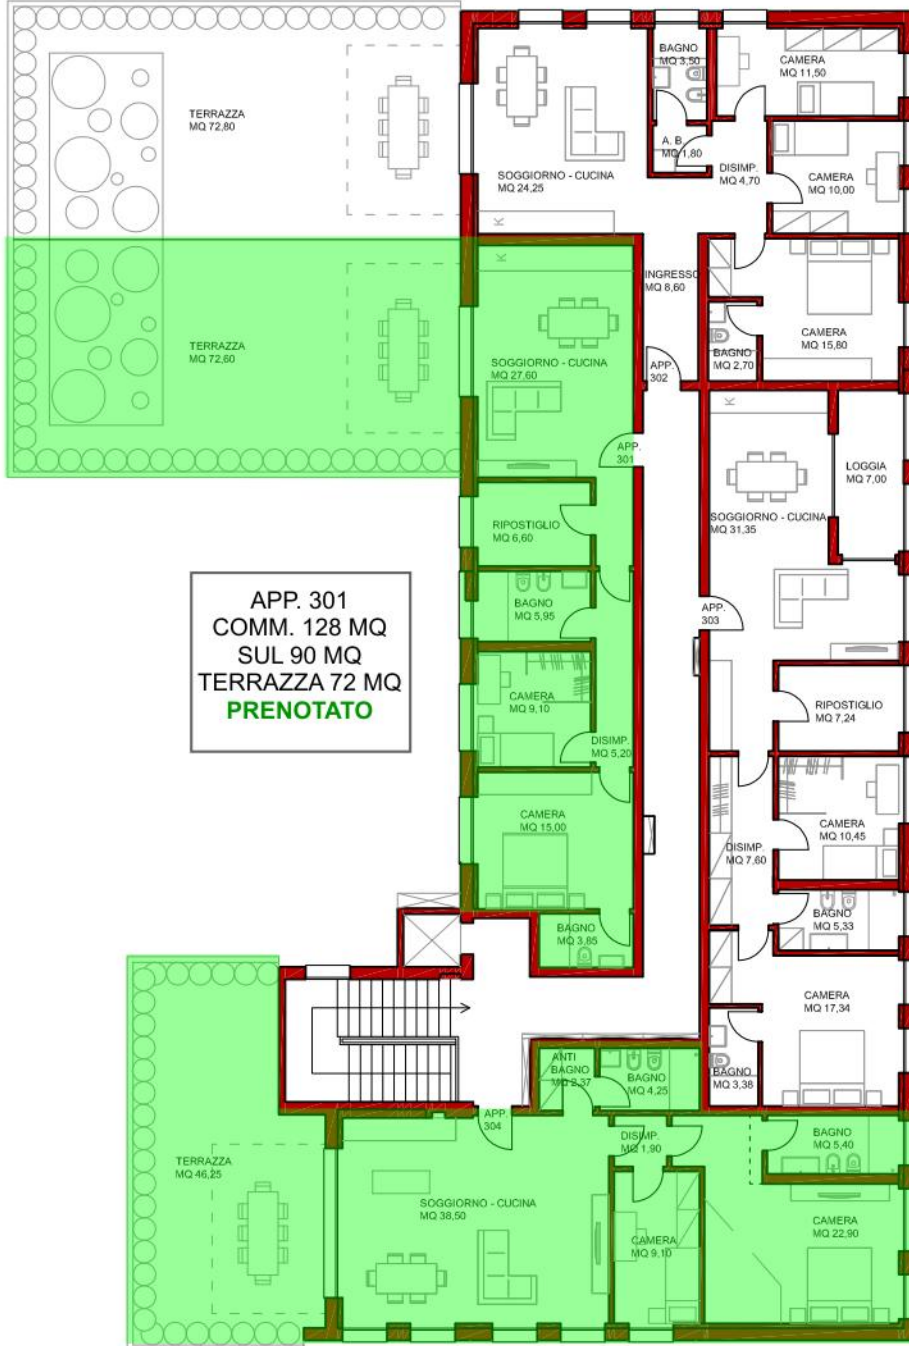 BAGNO
MQ 3,50
CAMERA
MQ 11,50
TERRAZZA
MQ 72,80
A. B.
MQ 1,80
SOGGIORNO - CUCINA
MQ 24,25
DISIMP.
MQ 4,70
CAMERA
MQ 10,00
K
K
INGRESSO
MQ 8,60
TERRAZZA
MQ 72,60
SOGGIORNO - CUCINA
MQ 27,60
CAMERA
MQ 15,80
BAGNO
MQ 2,70
APP.
302
K
APP.
301
LOGGIA
MQ 7,00
SOGGIORNO - CUCINA
MQ 31,35
RIPOSTIGLIO
MQ 6,60
APP. 301
COMM. 128 MQ
SUL 90 MQ
TERRAZZA 72 MQ
PRENOTATO
BAGNO
MQ 5,95
APP.
303
CAMERA
MQ 9,10
RIPOSTIGLIO
MQ 7,24
DISIMP.
MQ 5,20
CAMERA
MQ 15,00
CAMERA
MQ 10,45
DISIMP.
MQ 7,60
BAGNO
MQ 3,85
BAGNO
MQ 5,33
CAMERA
MQ 17,34
ANTI
BAGNO
MQ 2,37
BAGNO
MQ 4,25
BAGNO
MQ 3,38
APP.
304
DISIMP.
MQ 1,90
BAGNO
MQ 5,40
TERRAZZA
MQ 46,25
SOGGIORNO - CUCINA
MQ 38,50
CAMERA
MQ 9,10
CAMERA
MQ 22,90